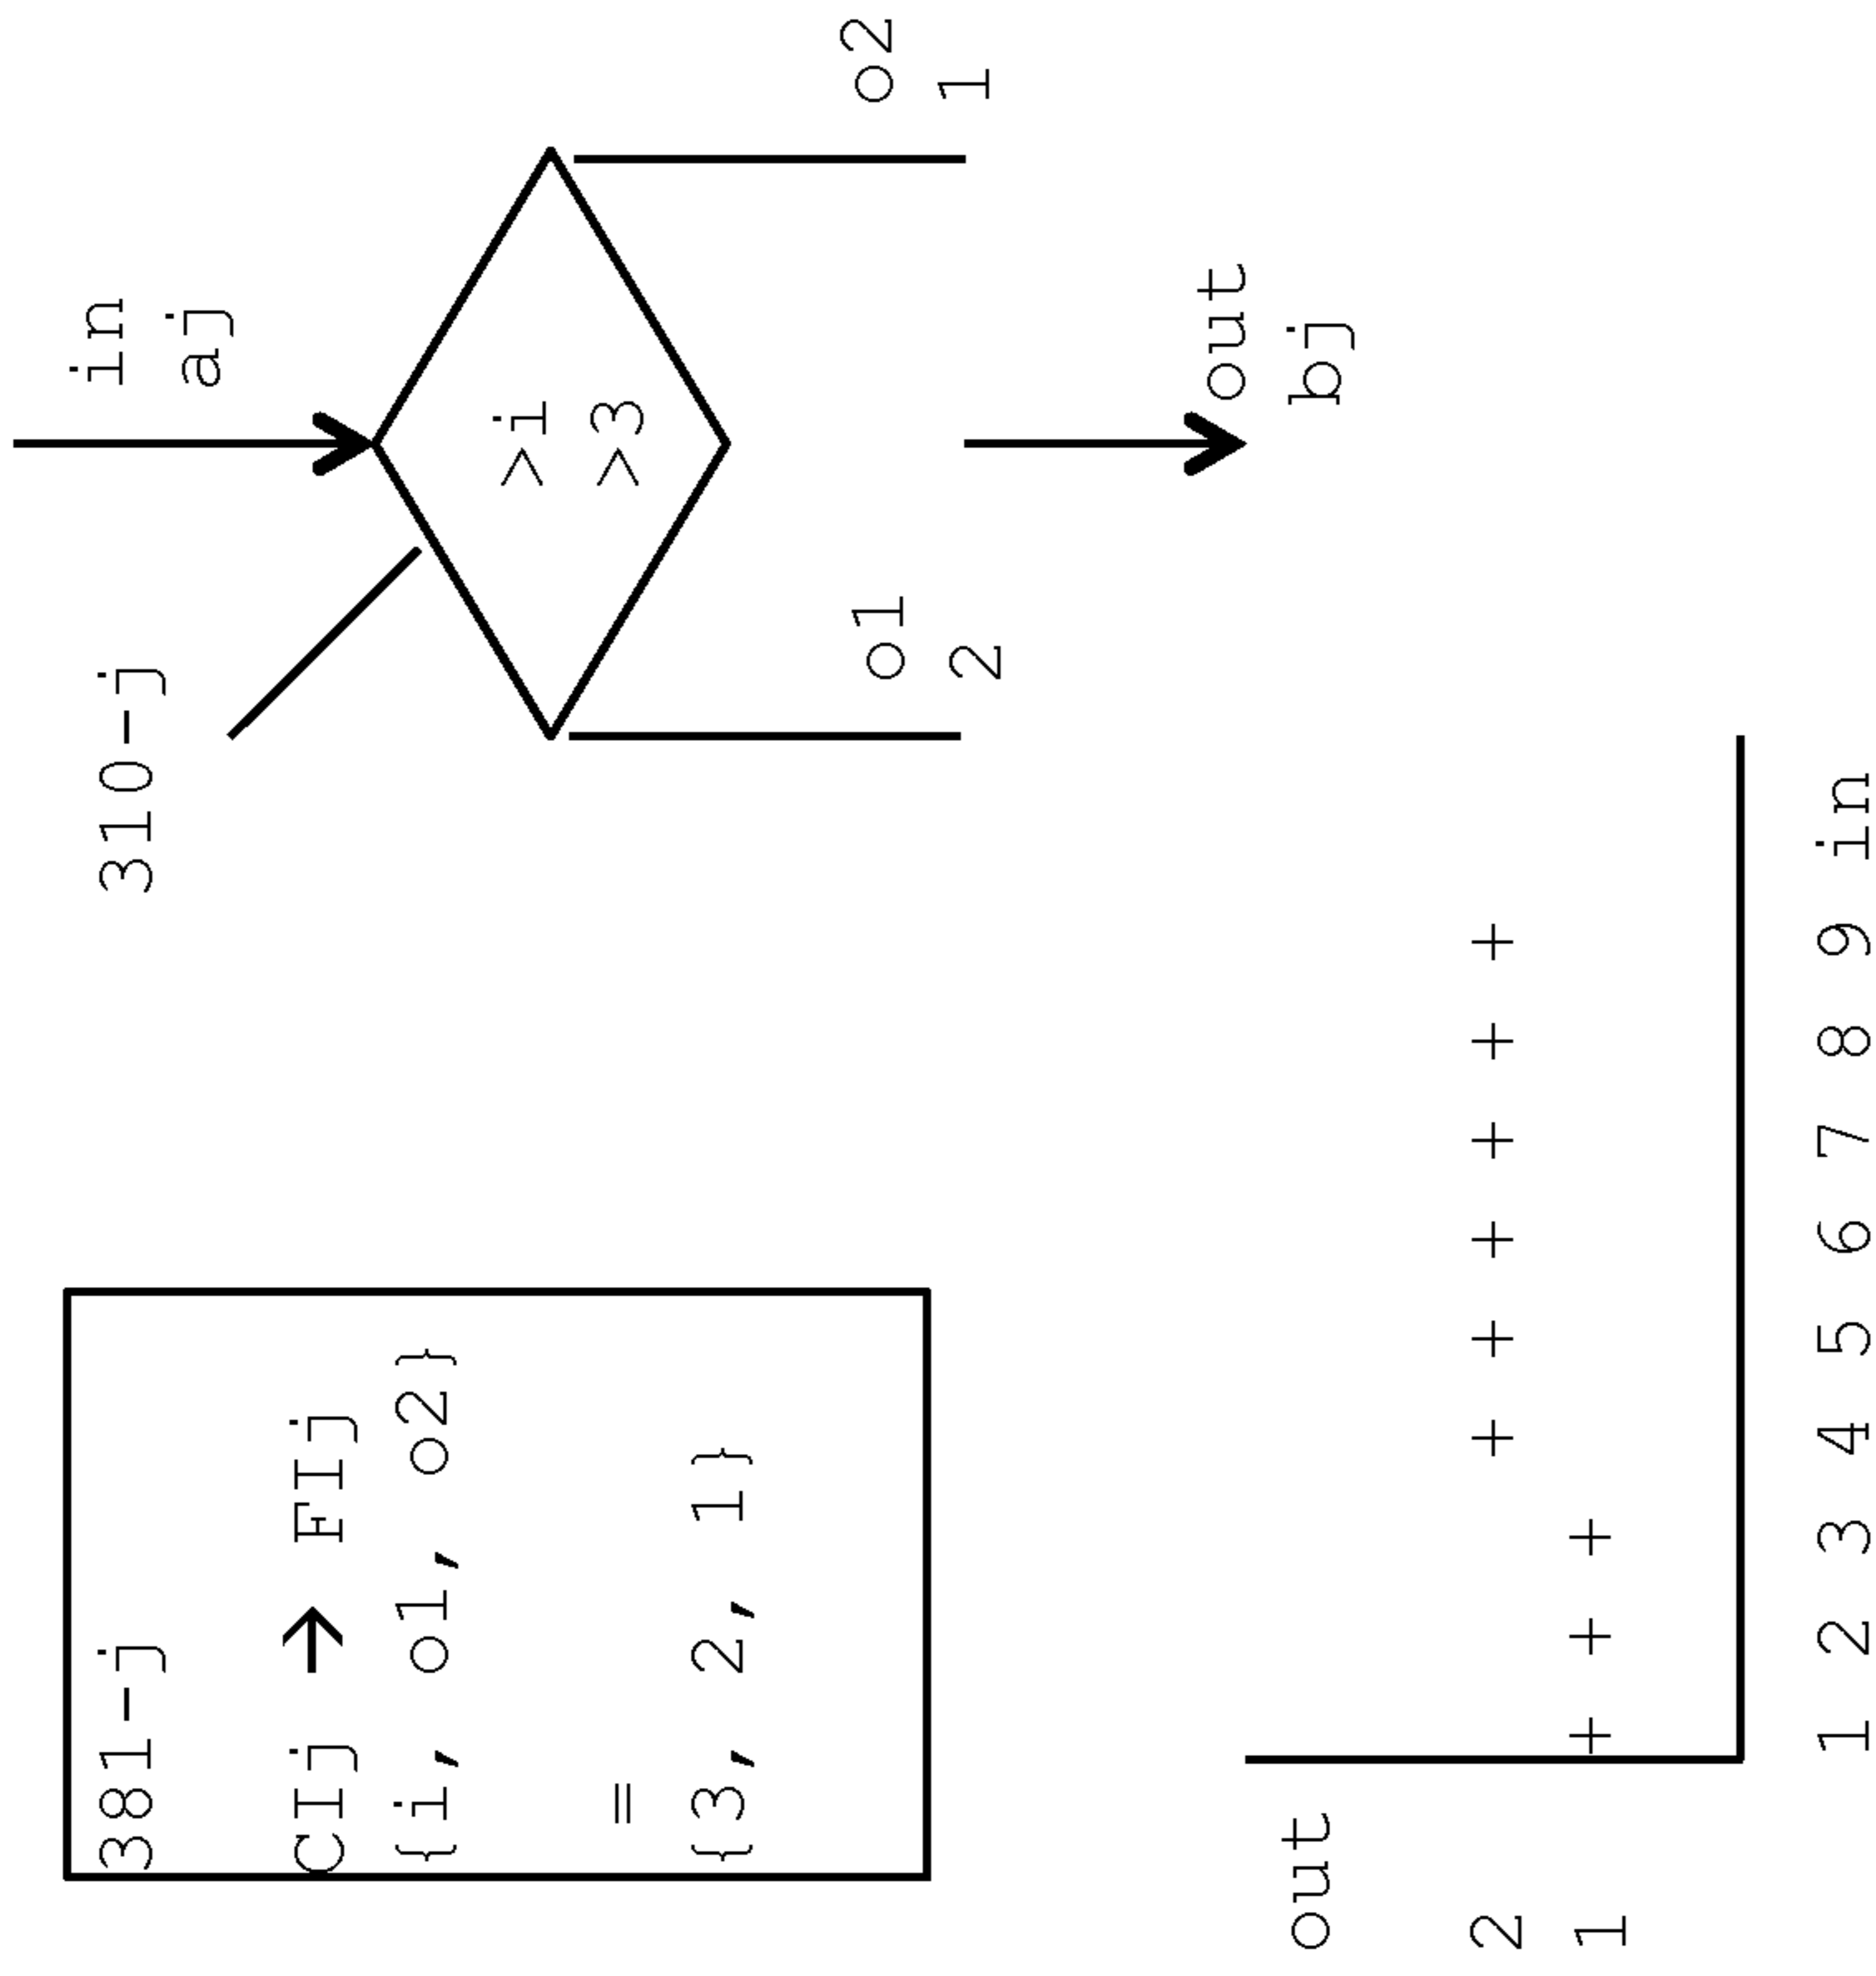 381-j
CIj → FIj
{i, o1, o2}
=
{3, 2, 1}
310-j
in
aj
>i
>3
o1
2
o2
1
out
bj
out
2
1
+ + + + + +
+ + +
1 2 3 4 5 6 7 8 9 in